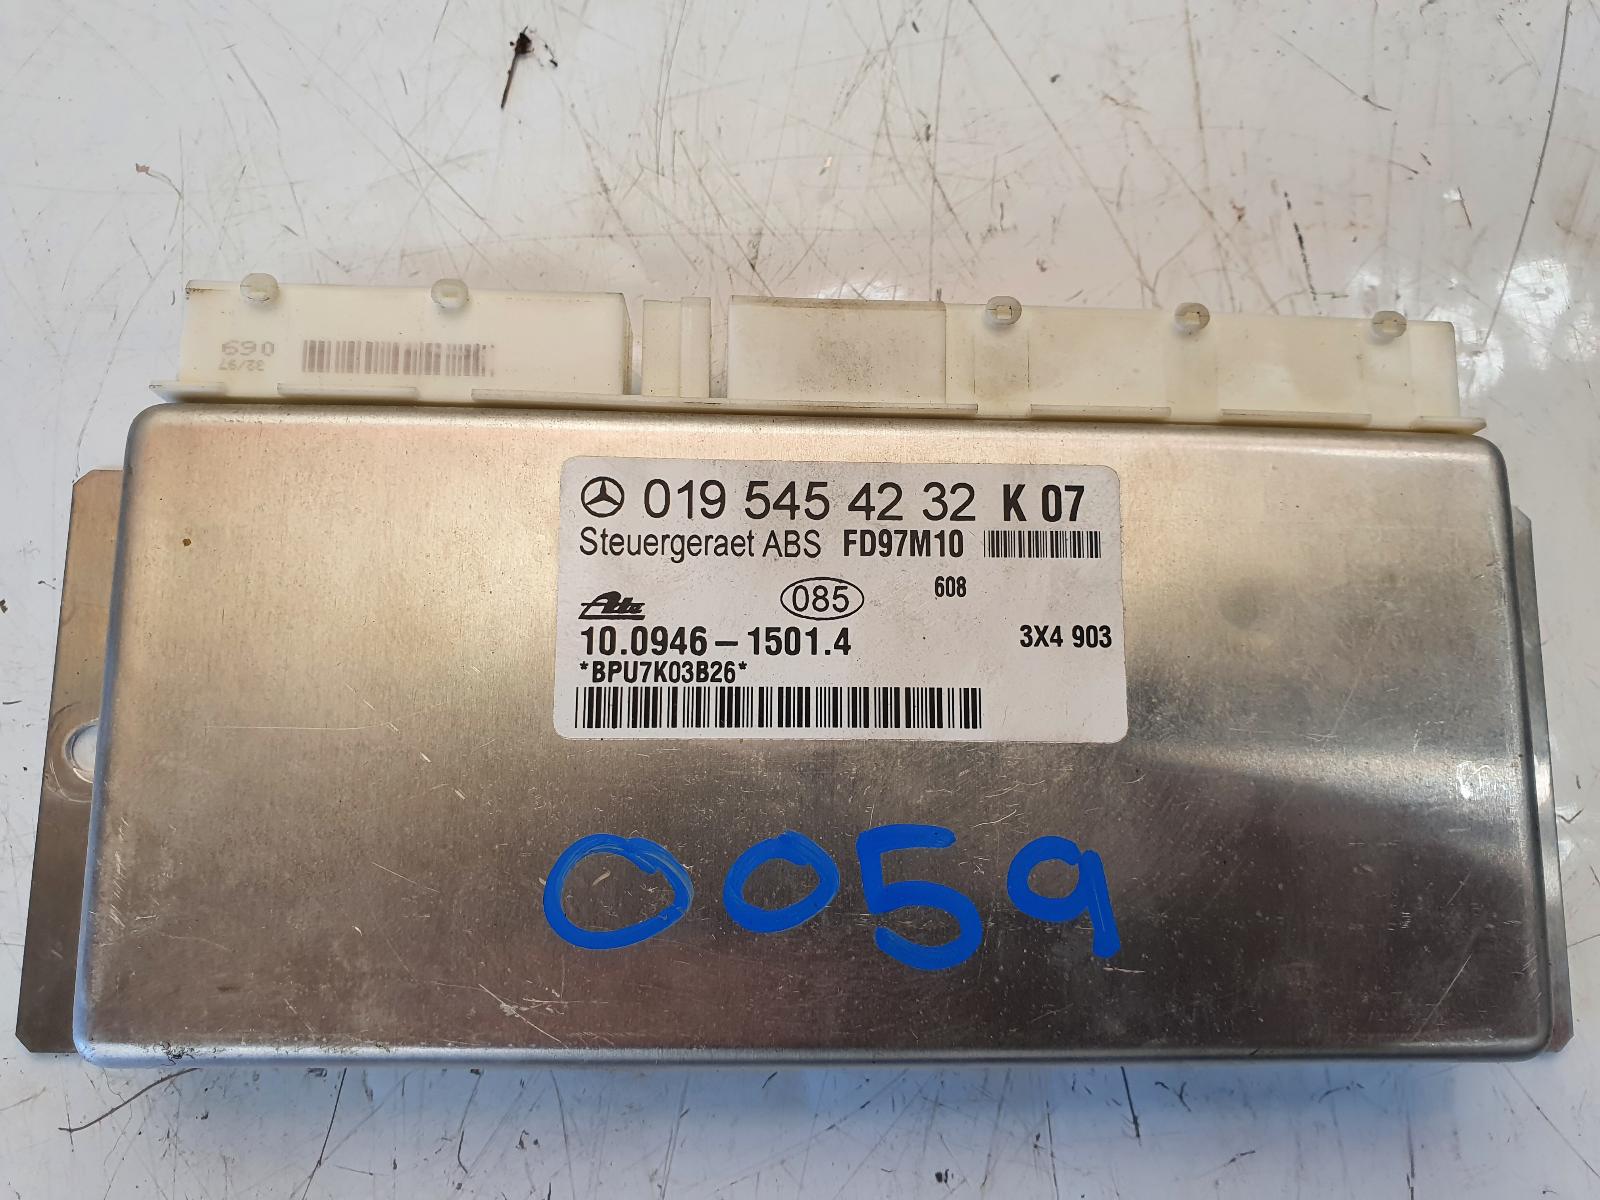 069
32/97
019 545 42 32 K 07
Steuergeraet ABS FD97M10
608
Ate 085
10.0946-1501.4 3X4 903
*BPU7K03B26*
0059